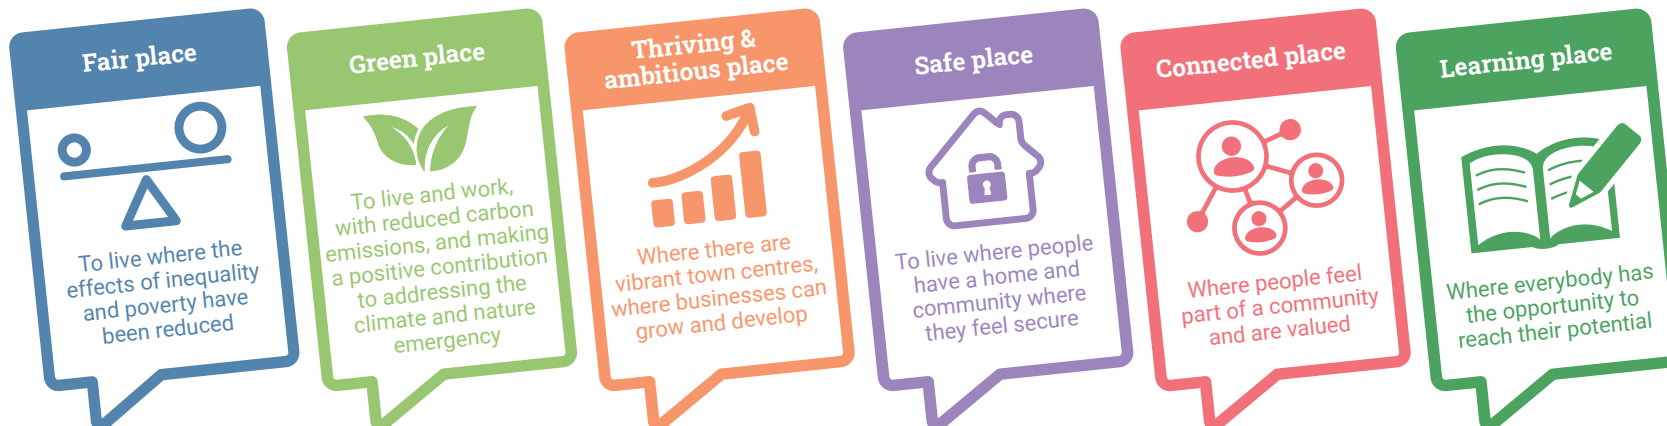 Fair place
To live where the
effects of inequality
and poverty have
been reduced
Green place
To live and work,
with reduced carbon
emissions, and making
a positive contribution
to addressing the
climate and nature
emergency
Thriving &
ambitious place
Where there are
vibrant town centres,
where businesses can
grow and develop
Safe place
To live where people
have a home and
community where
they feel secure
Connected place
Where people feel
part of a community
and are valued
Learning place
Where everybody has
the opportunity to
reach their potential